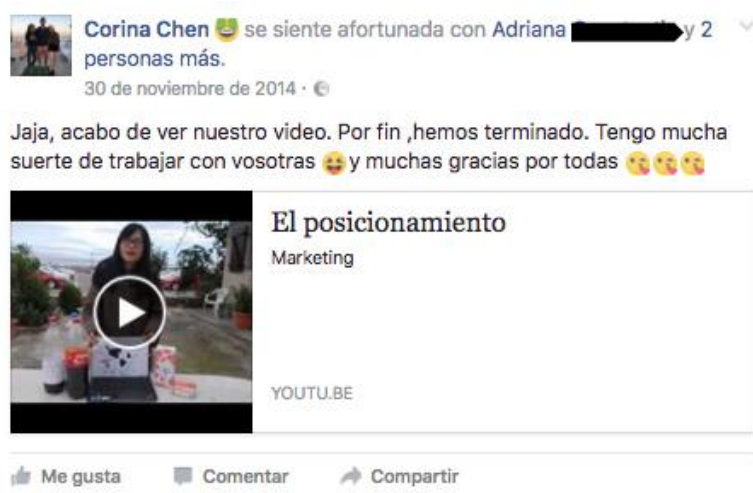 Corina Chen se siente afortunada con Adriana y 2
personas más.
30 de noviembre de 2014 ·
Jaja, acabo de ver nuestro video. Por fin ,hemos terminado. Tengo mucha
suerte de trabajar con vosotras 😝 y muchas gracias por todas 😘😘😘
El posicionamiento
Marketing
YOUTU.BE
Me gusta Comentar Compartir